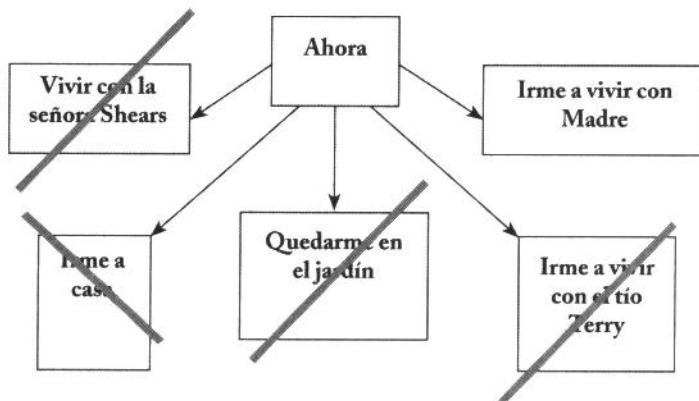 Ahora
Vivir con la
señora Shears
Irme a vivir con
Madre
Irme a
casa
Quedarme en
el jardín
Irme a vivir
con el tío
Terry